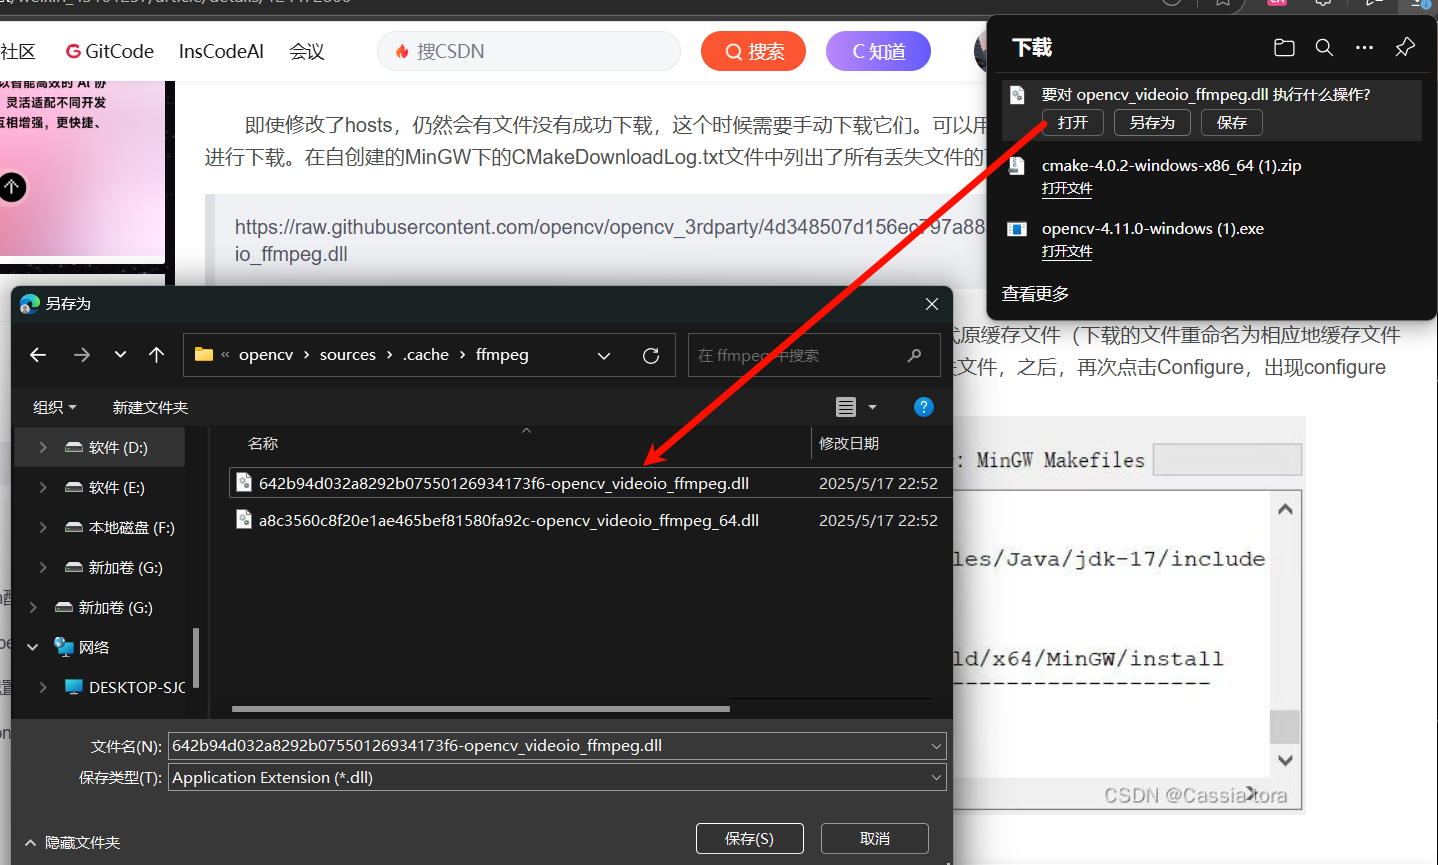 社区
GitCode
InsCodeAI
会议
搜CSDN
搜索
C 知道
灵活适配不同开发
互相增强，更快捷、
即使修改了hosts，仍然会有文件没有成功下载，这个时候需要手动下载它们。可以用
进行下载。在自创建的MinGW下的CMakeDownloadLog.txt文件中列出了所有丢失文件的
https://raw.githubusercontent.com/opencv/opencv_3rdparty/4d348507d156ec797a88
io_ffmpeg.dll
下载
要对 opencv_videoio_ffmpeg.dll 执行什么操作?
打开
另存为
保存
cmake-4.0.2-windows-x86_64 (1).zip
打开文件
opencv-4.11.0-windows (1).exe
打开文件
查看更多
原缓存文件（下载的文件重命名为相应地缓存文件
文件，之后，再次点击Configure，出现configure
另存为
« opencv › sources › .cache › ffmpeg
在 ffmpeg 中搜索
组织
新建文件夹
名称
修改日期
软件 (D:)
软件 (E:)
本地磁盘 (F:)
新加卷 (G:)
新加卷 (G:)
网络
DESKTOP-SJC
642b94d032a8292b07550126934173f6-opencv_videoio_ffmpeg.dll
2025/5/17 22:52
a8c3560c8f20e1ae465bef81580fa92c-opencv_videoio_ffmpeg_64.dll
2025/5/17 22:52
文件名(N):
642b94d032a8292b07550126934173f6-opencv_videoio_ffmpeg.dll
保存类型(T):
Application Extension (*.dll)
隐藏文件夹
保存(S)
取消
: MinGW Makefiles
les/Java/jdk-17/include
ld/x64/MinGW/install
--------------------
CSDN @Cassiatora